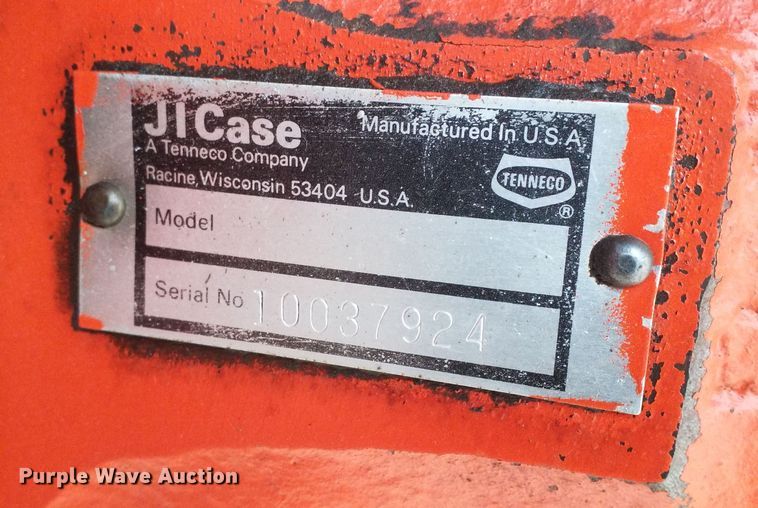 JI Case
Manufactured In U.S.A.
A Tenneco Company
Racine, Wisconsin 53404 U.S.A.
TENNECO
®
Model
Serial No 10037924
Purple Wave Auction